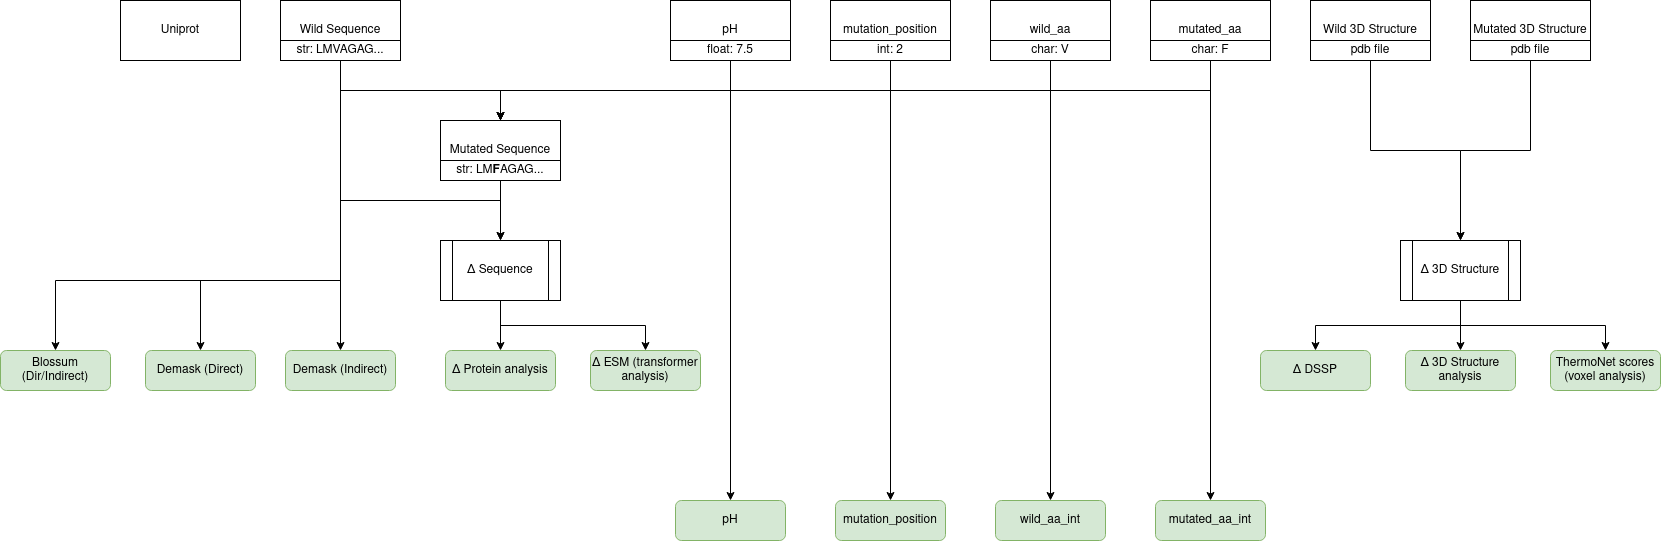 Uniprot
Wild Sequence
str: LMVAGAG...
pH
float: 7.5
mutation_position
int: 2
wild_aa
char: V
mutated_aa
char: F
Wild 3D Structure
pdb file
Mutated 3D Structure
pdb file
Mutated Sequence
str: LMFAGAG...
Δ Sequence
Δ 3D Structure
Blossum
(Dir/Indirect)
Demask (Direct)
Demask (Indirect)
Δ Protein analysis
Δ ESM (transformer
analysis)
Δ DSSP
Δ 3D Structure
analysis
ThermoNet scores
(voxel analysis)
pH
mutation_position
wild_aa_int
mutated_aa_int